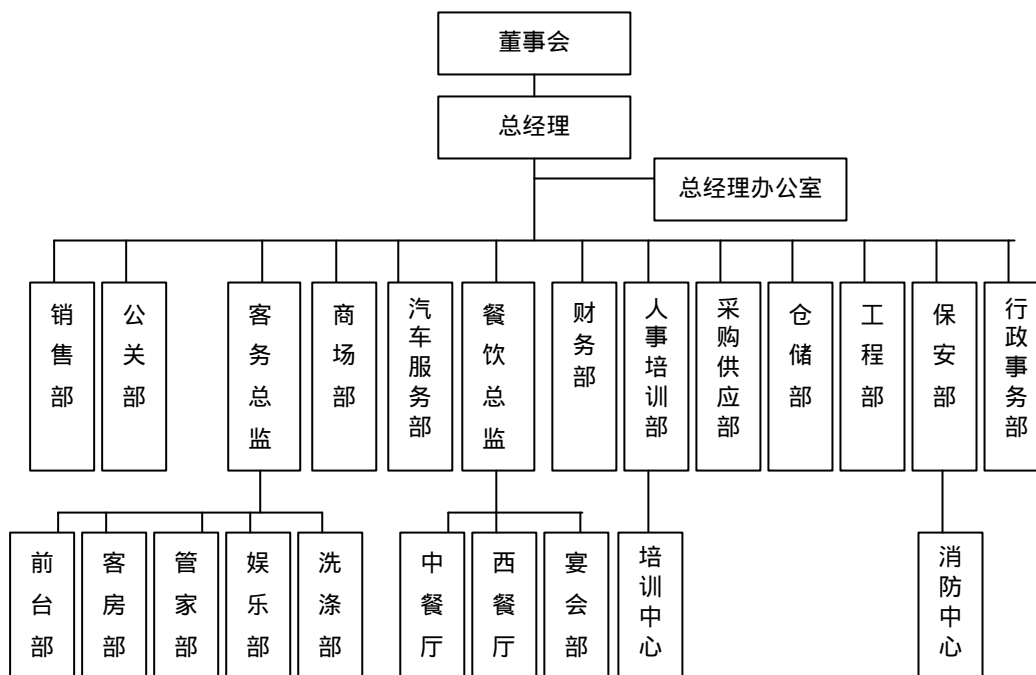 董事会
总经理
总经理办公室
销售部
公关部
客务总监
商场部
汽车服务部
餐饮总监
财务部
人事培训部
采购供应部
仓储部
工程部
保安部
行政事务部
前台部
客房部
管家部
娱乐部
洗涤部
中餐厅
西餐厅
宴会部
培训中心
消防中心